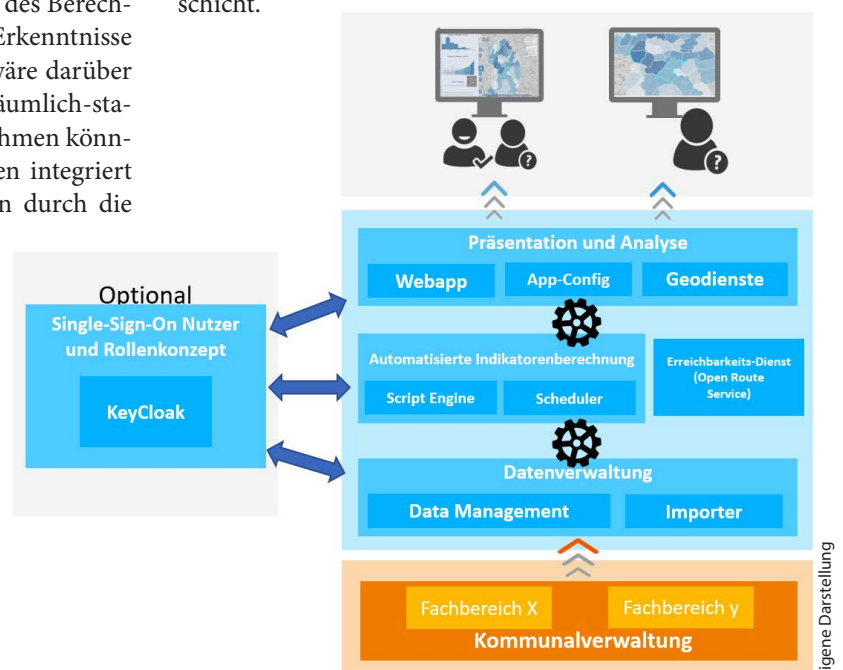 des Berech-
Erkenntnisse
wäre darüber
räumlich-sta-
hmen könn-
en integriert
n durch die
schicht.
Präsentation und Analyse
Webapp
App-Config
Geodienste
Optional
Single-Sign-On Nutzer
und Rollenkonzept
KeyCloak
Automatisierte Indikatorenberechnung
Script Engine
Scheduler
Erreichbarkeits-Dienst
(Open Route
Service)
Datenverwaltung
Data Management
Importer
Fachbereich X
Fachbereich y
Kommunalverwaltung
igene Darstellung